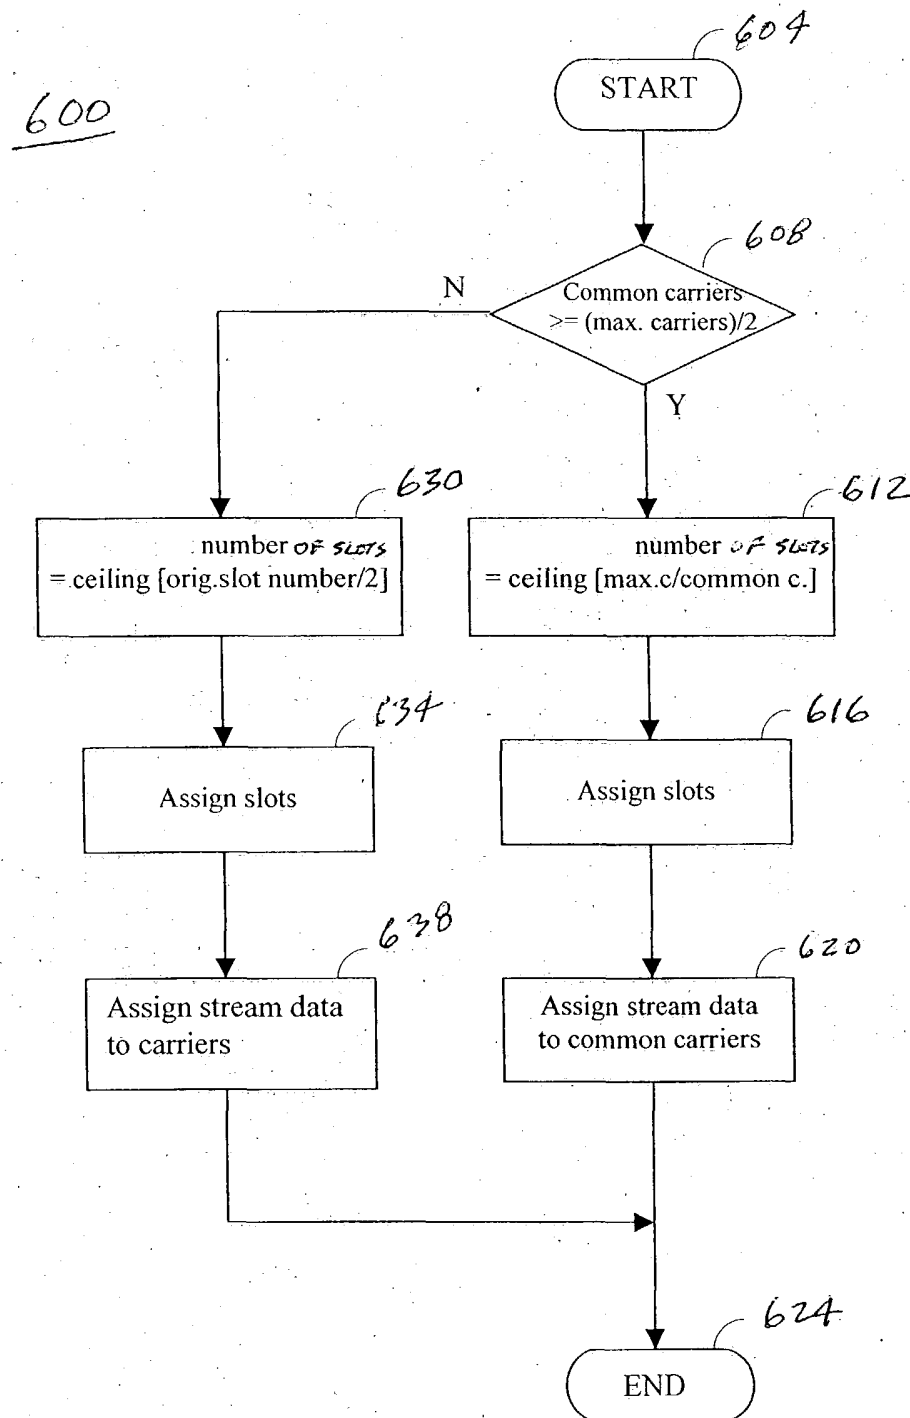 600
604
START
608
Common carriers
>= (max. carriers)/2
N
Y
630
number OF SLOTS
= ceiling [orig.slot number/2]
612
number OF SLOTS
= ceiling [max.c/common c.]
634
Assign slots
616
Assign slots
638
Assign stream data
to carriers
620
Assign stream data
to common carriers
624
END